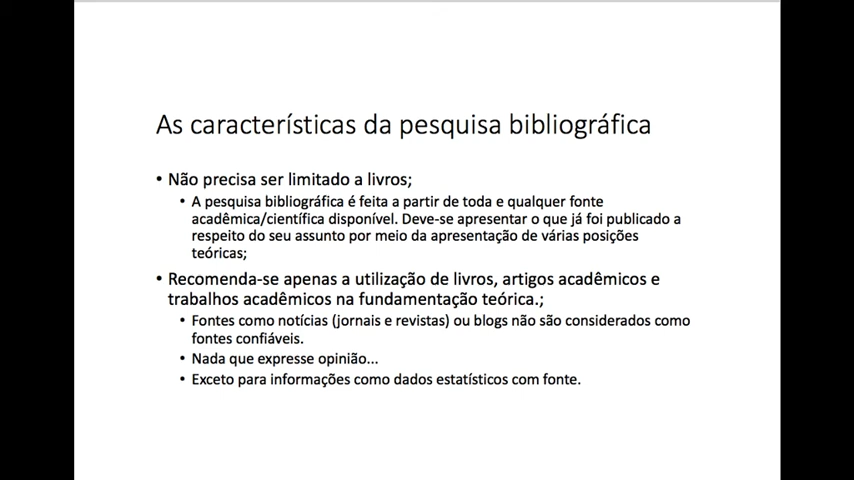 As características da pesquisa bibliográfica
• Não precisa ser limitado a livros;
• A pesquisa bibliográfica é feita a partir de toda e qualquer fonte
acadêmica/científica disponível. Deve-se apresentar o que já foi publicado a
respeito do seu assunto por meio da apresentação de várias posições
teóricas;
• Recomenda-se apenas a utilização de livros, artigos acadêmicos e
trabalhos acadêmicos na fundamentação teórica.;
• Fontes como notícias (jornais e revistas) ou blogs não são considerados como
fontes confiáveis.
• Nada que expresse opinião...
• Exceto para informações como dados estatísticos com fonte.